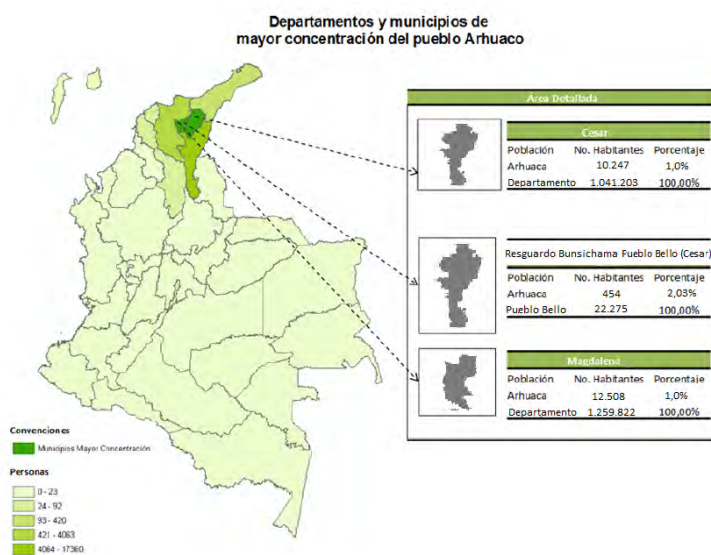 Departamentos y municipios de
mayor concentración del pueblo Arhuaco
Area Detallada
Cesar
Población No. Habitantes Porcentaje
Arhuaca 10.247 1,0%
Departamento 1.041.203 100,00%
Resguardo Bunsichama Pueblo Bello (Cesar)
Población No. Habitantes Porcentaje
Arhuaca 454 2,03%
Pueblo Bello 22.275 100,00%
Magdalena
Población No. Habitantes Porcentaje
Arhuaca 12.508 1,0%
Departamento 1.259.822 100,00%
Convenciones
Municipios Mayor Concentración
Personas
0 - 23
24 - 92
93 - 420
421 - 4063
4064 - 17360